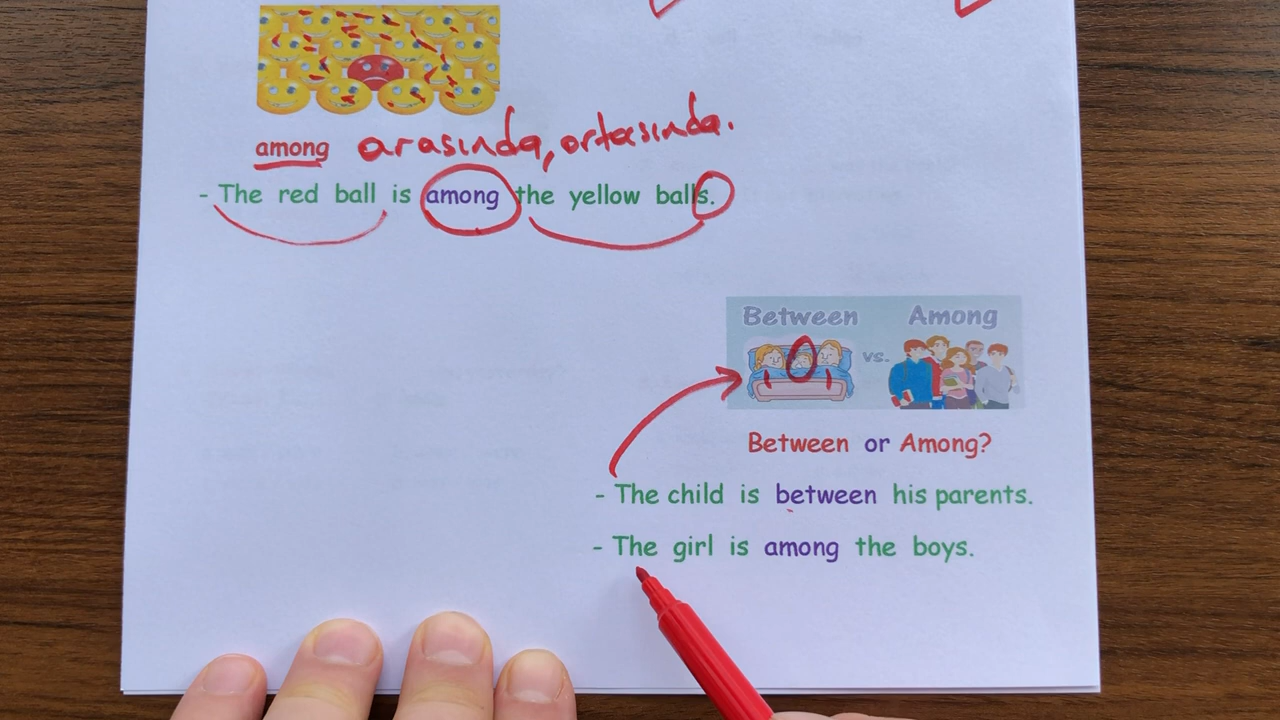 among arasında, ortasında.
- The red ball is among the yellow balls.
Between Among
vs.
Between or Among?
- The child is between his parents.
- The girl is among the boys.